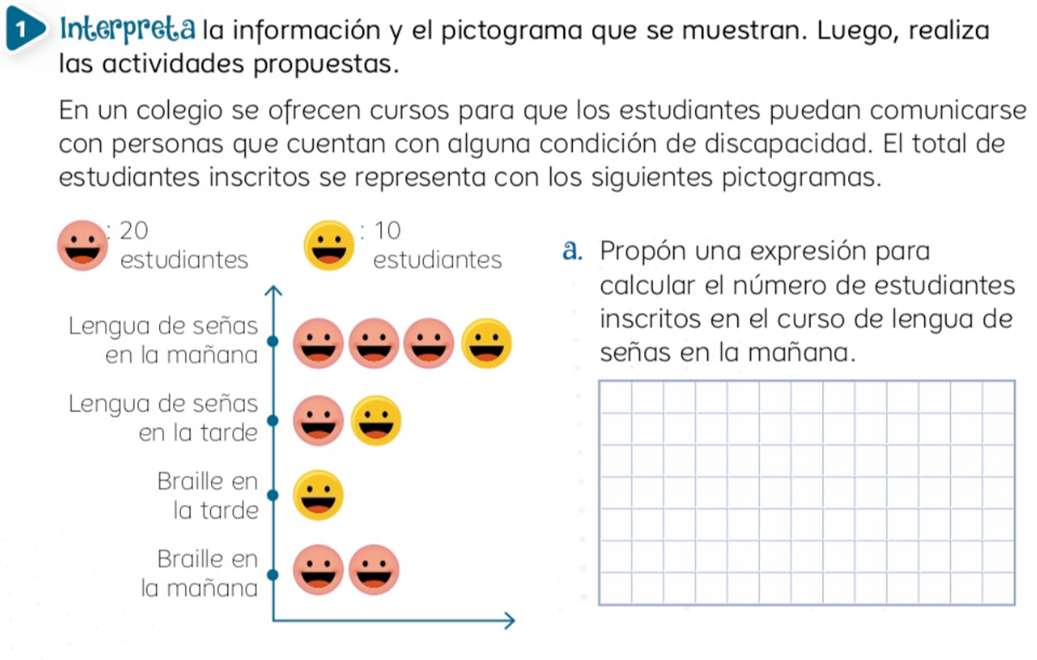 1 Interpreta la información y el pictograma que se muestran. Luego, realiza
las actividades propuestas.
En un colegio se ofrecen cursos para que los estudiantes puedan comunicarse
con personas que cuentan con alguna condición de discapacidad. El total de
estudiantes inscritos se representa con los siguientes pictogramas.
: 20
estudiantes
: 10
estudiantes
Lengua de señas
en la mañana
Lengua de señas
en la tarde
Braille en
la tarde
Braille en
la mañana
a. Propón una expresión para
calcular el número de estudiantes
inscritos en el curso de lengua de
señas en la mañana.